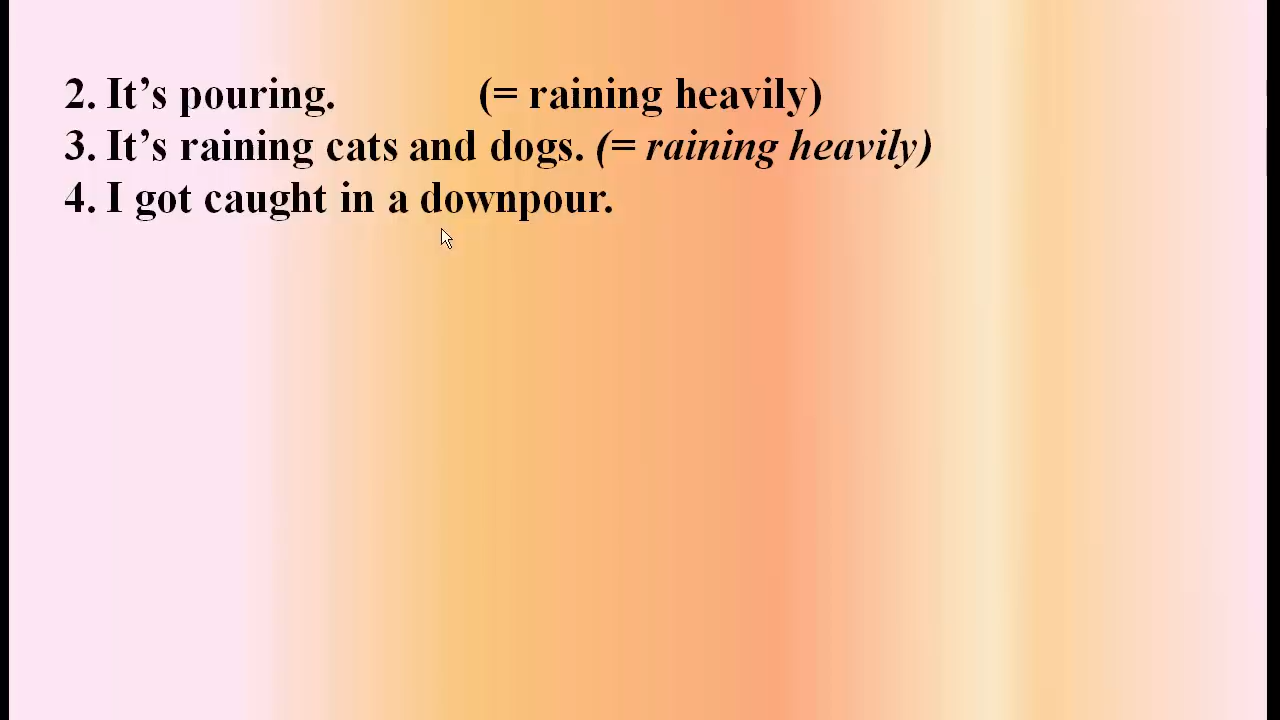 2. It’s pouring. (= raining heavily)
3. It’s raining cats and dogs. (= raining heavily)
4. I got caught in a downpour.